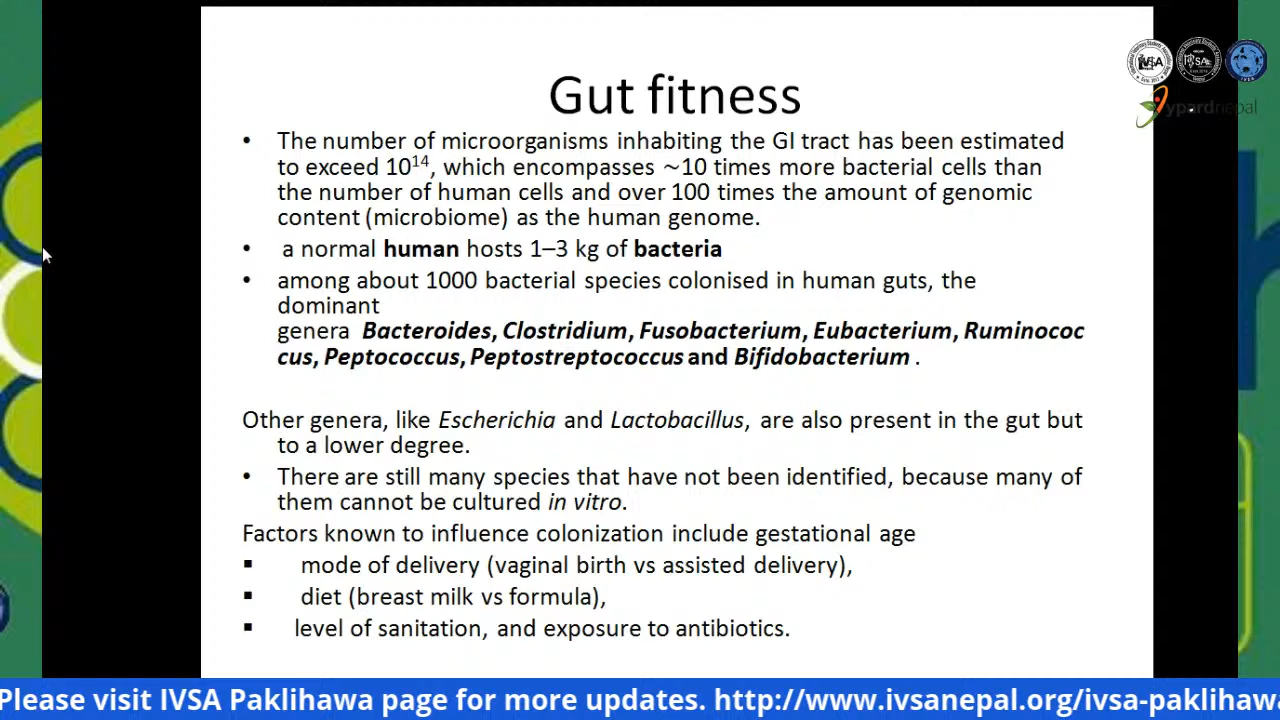 Gut fitness
• The number of microorganisms inhabiting the GI tract has been estimated
to exceed 10¹⁴, which encompasses ~10 times more bacterial cells than
the number of human cells and over 100 times the amount of genomic
content (microbiome) as the human genome.
• a normal human hosts 1–3 kg of bacteria
• among about 1000 bacterial species colonised in human guts, the
dominant
genera Bacteroides, Clostridium, Fusobacterium, Eubacterium, Ruminococ
cus, Peptococcus, Peptostreptococcus and Bifidobacterium .
Other genera, like Escherichia and Lactobacillus, are also present in the gut but
to a lower degree.
• There are still many species that have not been identified, because many of
them cannot be cultured in vitro.
Factors known to influence colonization include gestational age
▪ mode of delivery (vaginal birth vs assisted delivery),
▪ diet (breast milk vs formula),
▪ level of sanitation, and exposure to antibiotics.
IVSA
ypardnepal
Please visit IVSA Paklihawa page for more updates. http://www.ivsanepal.org/ivsa-paklihawa